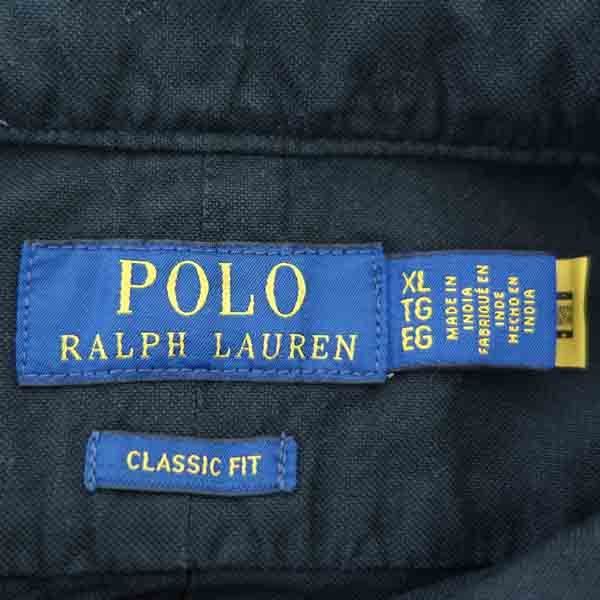 POLO
RALPH LAUREN
XL
TG
EG
MADE IN
INDIA
FABRIQUÉ EN
INDE
HECHO EN
INDIA
CLASSIC FIT